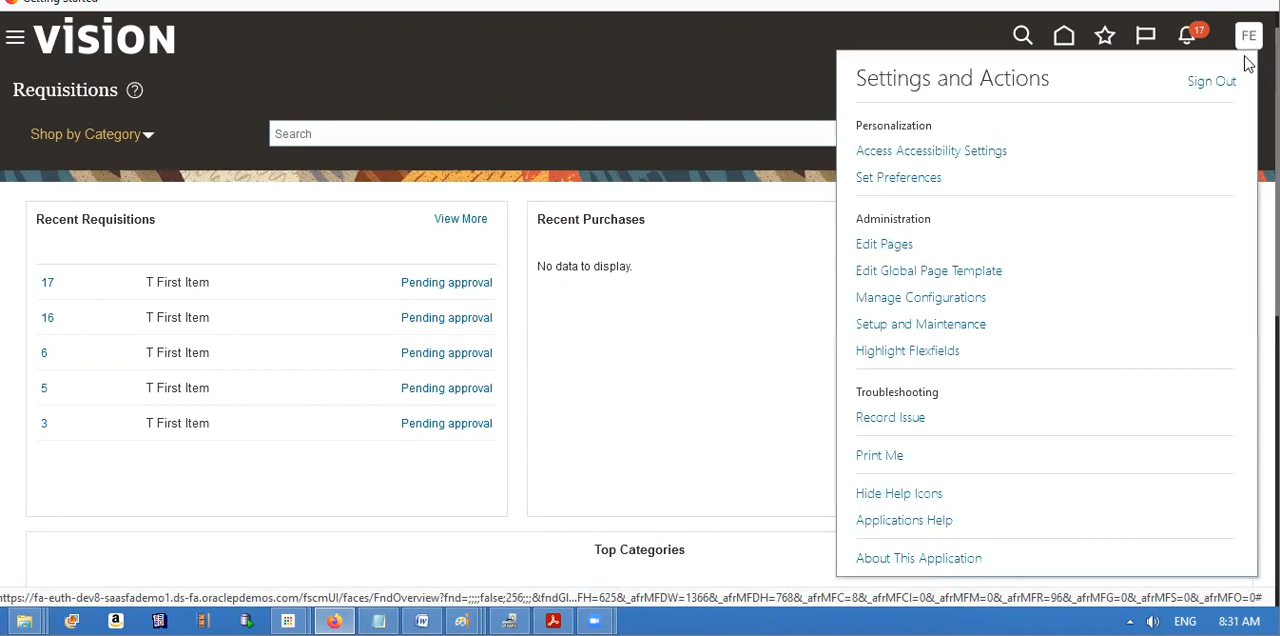 Getting started
vision
17
FE
Settings and Actions
Sign Out
Requisitions ?
Personalization
Shop by Category
Search
Access Accessibility Settings
Set Preferences
Recent Requisitions
View More
Recent Purchases
Administration
Edit Pages
No data to display.
Edit Global Page Template
17 T First Item Pending approval
Manage Configurations
16 T First Item Pending approval
Setup and Maintenance
6 T First Item Pending approval
Highlight Flexfields
5 T First Item Pending approval
Troubleshooting
3 T First Item Pending approval
Record Issue
Print Me
Hide Help Icons
Applications Help
Top Categories
About This Application
https://fa-euth-dev8-saasfademo1.ds-fa.oraclepdemos.com/fscmUI/faces/FndOverview?fnd=;;;;false;256;;;&fndGl...FH=625&_afrMFDW=1366&_afrMFDH=768&_afrMFC=8&_afrMFCI=0&_afrMFM=0&_afrMFR=96&_afrMFG=0&_afrMFS=0&_afrMFO=0#
ENG
8:31 AM